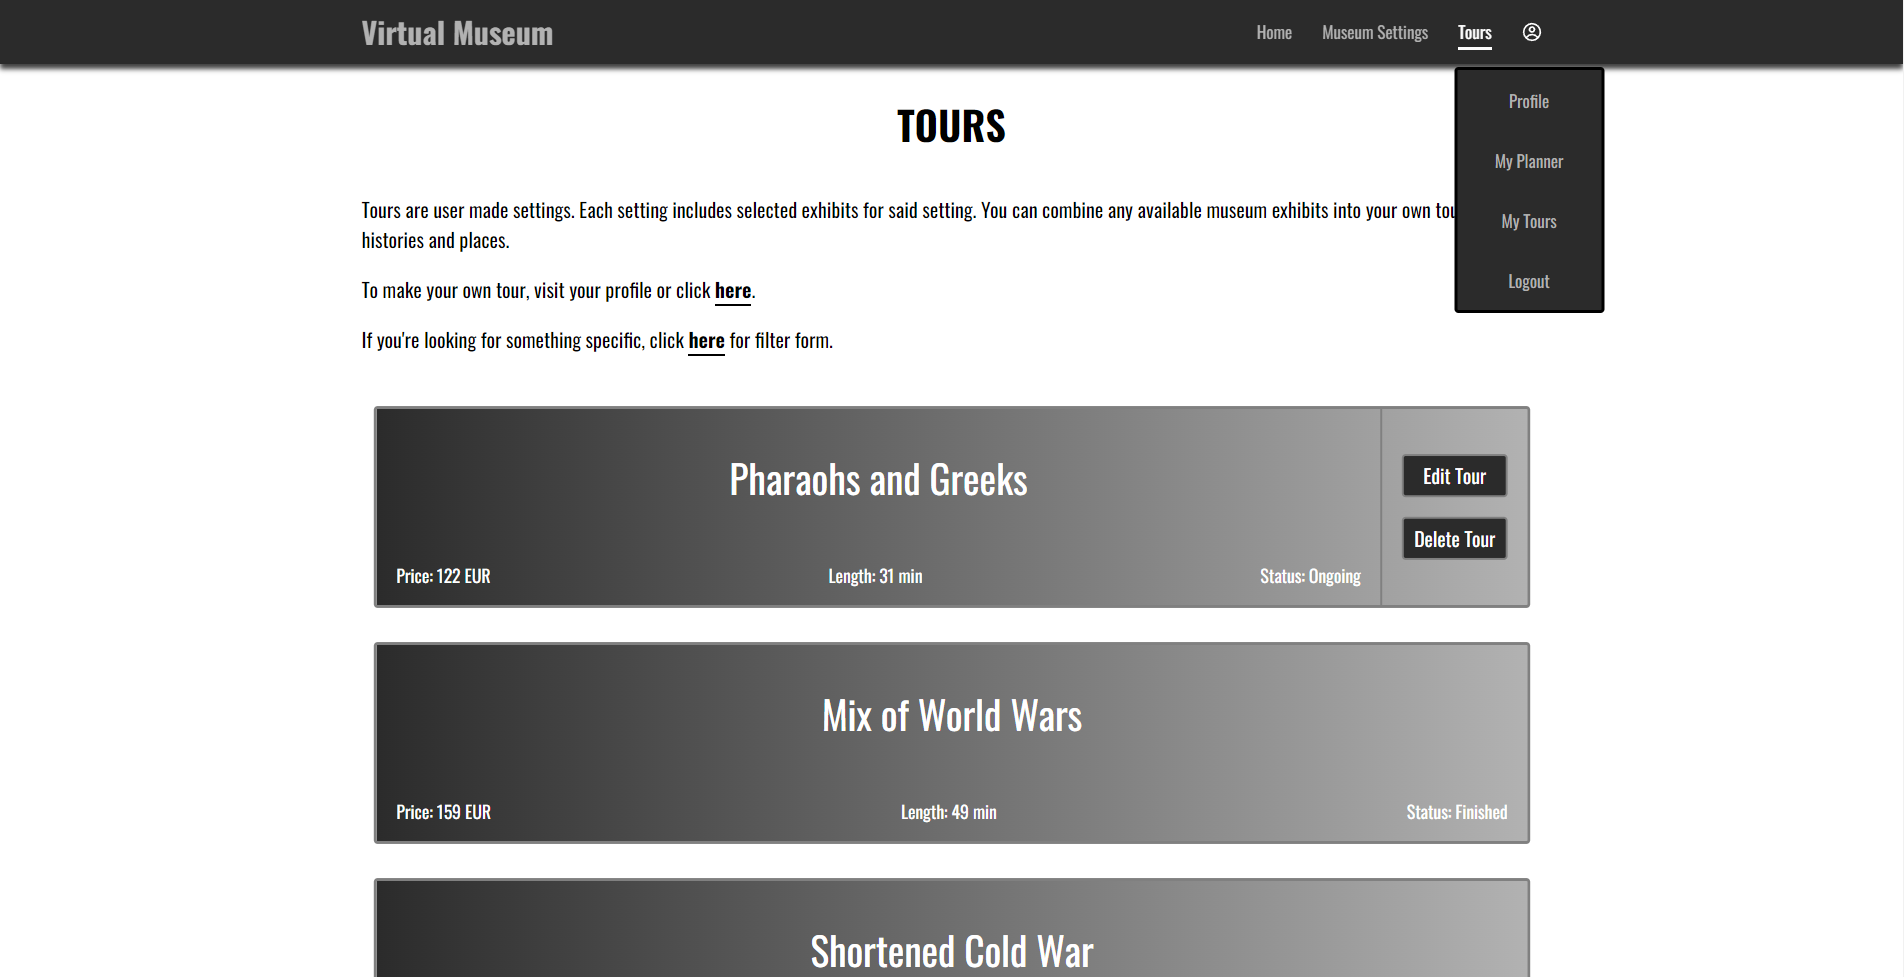 Virtual Museum
Home Museum Settings Tours
Profile
My Planner
My Tours
Logout
TOURS
Tours are user made settings. Each setting includes selected exhibits for said setting. You can combine any available museum exhibits into your own
histories and places.
To make your own tour, visit your profile or click here.
If you're looking for something specific, click here for filter form.
Pharaohs and Greeks
Price: 122 EUR Length: 31 min Status: Ongoing
Edit Tour
Delete Tour
Mix of World Wars
Price: 159 EUR Length: 49 min Status: Finished
Shortened Cold War